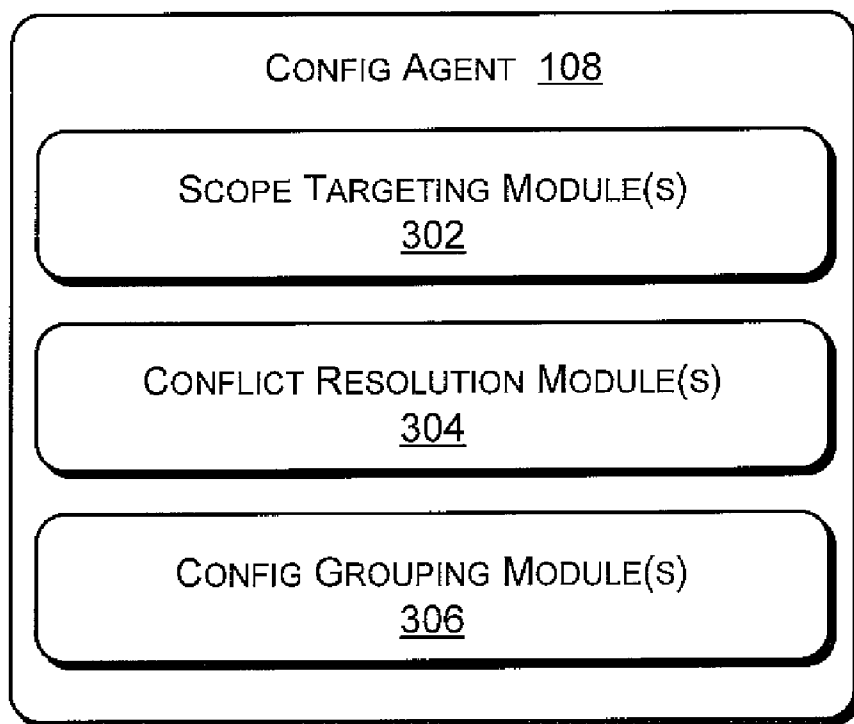 CONFIG AGENT 108
SCOPE TARGETING MODULE(S)
302
CONFLICT RESOLUTION MODULE(S)
304
CONFIG GROUPING MODULE(S)
306